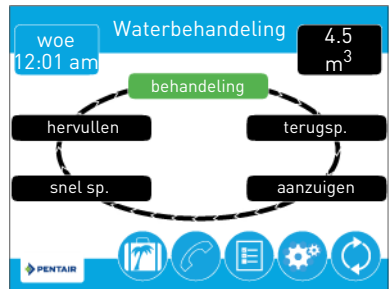 woe
12:01 am
Waterbehandeling
4.5
m³
behandeling
hervullen
terugsp.
snel sp.
aanzuigen
PENTAIR